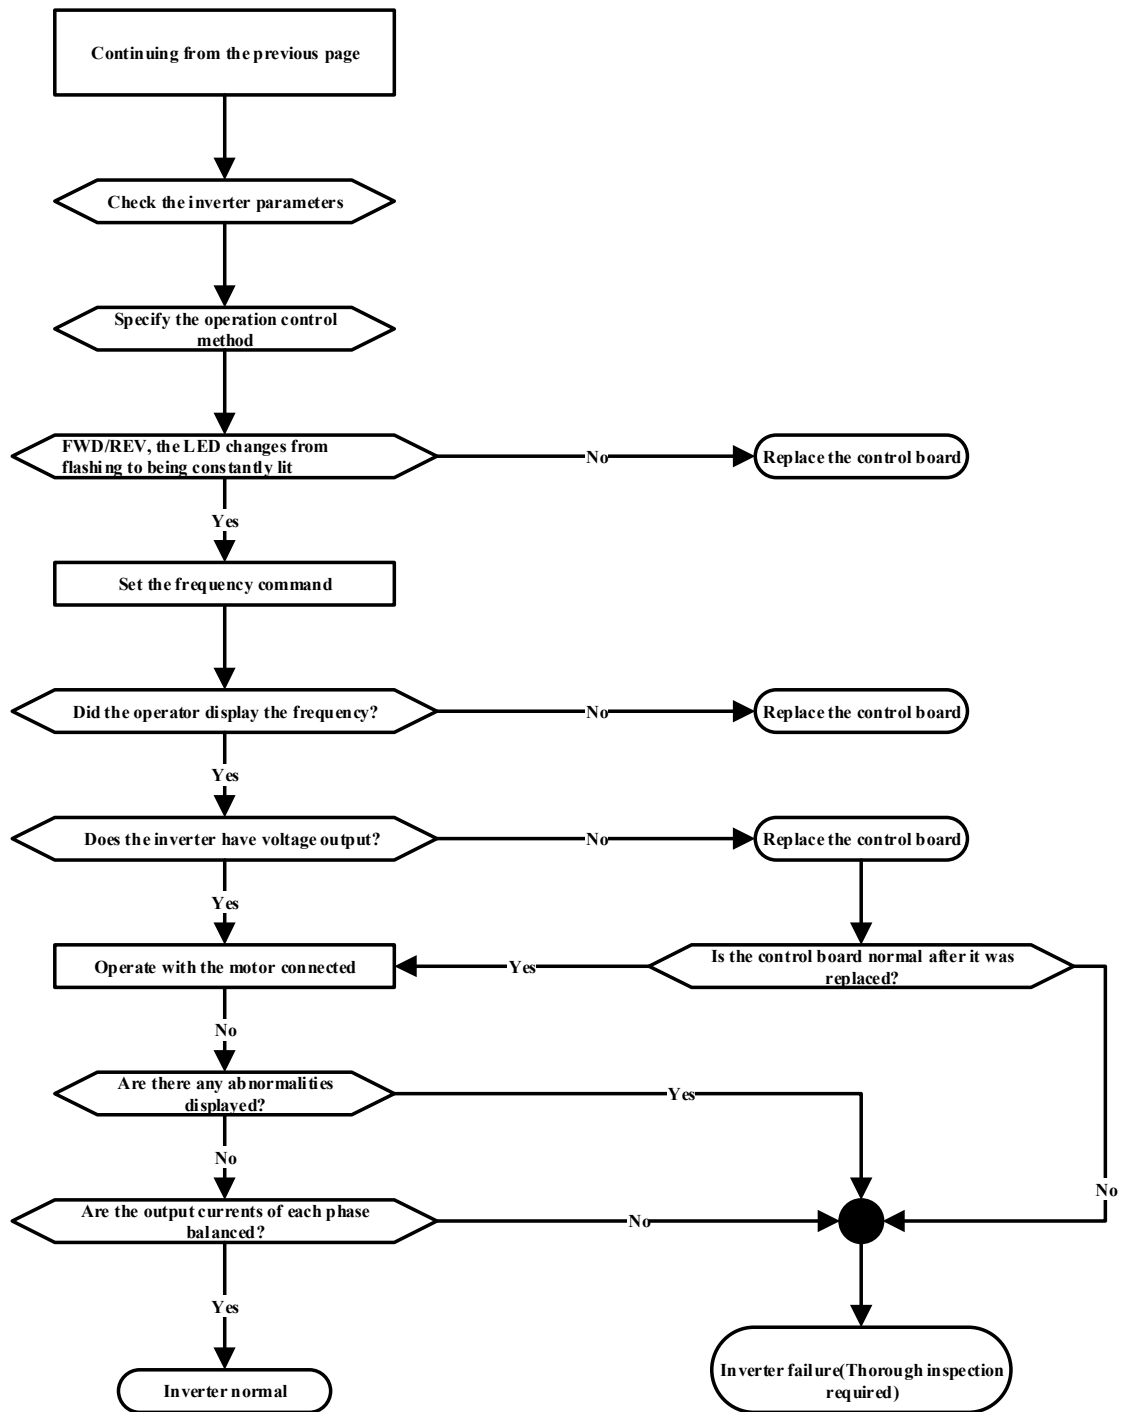 Continuing from the previous page
Check the inverter parameters
Specify the operation control
method
FWD/REV, the LED changes from
flashing to being constantly lit
No
Replace the control board
Yes
Set the frequency command
Did the operator display the frequency?
No
Replace the control board
Yes
Does the inverter have voltage output?
No
Replace the control board
Yes
Operate with the motor connected
Yes
Is the control board normal after it was
replaced?
No
Are there any abnormalities
displayed?
Yes
No
No
Are the output currents of each phase
balanced?
No
Yes
Inverter failure(Thorough inspection
required)
Inverter normal